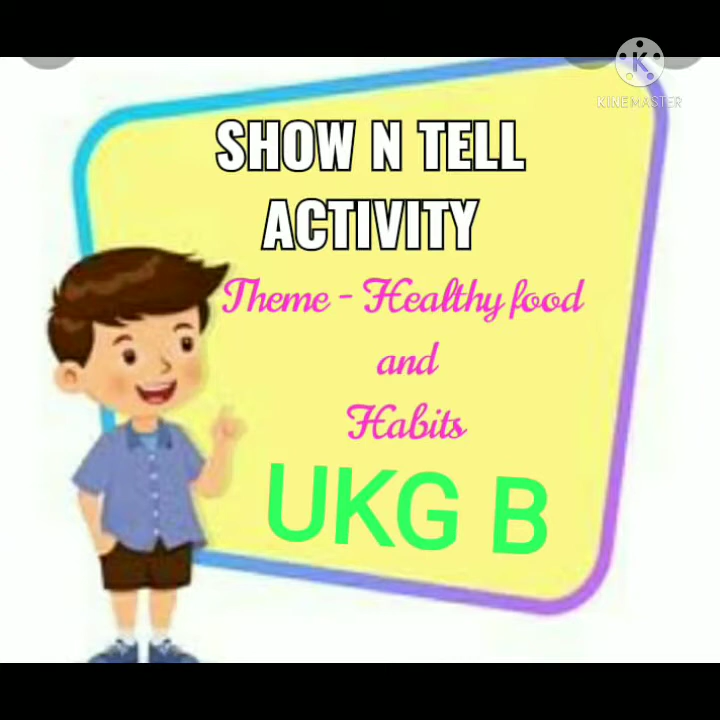 KINEMASTER
SHOW N TELL
ACTIVITY
Theme - Healthy food
and
Habits
UKG B